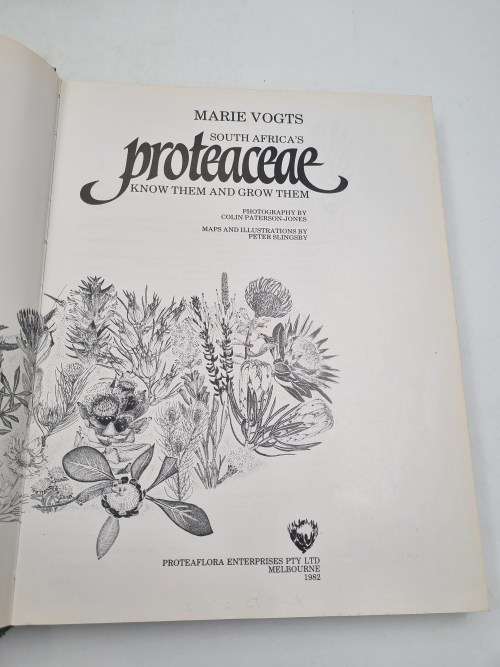 MARIE VOGTS
SOUTH AFRICA'S
proteaceae
KNOW THEM AND GROW THEM
PHOTOGRAPHY BY
COLIN PATERSON-JONES
MAPS AND ILLUSTRATIONS BY
PETER SLINGSBY
PROTEAFLORA ENTERPRISES PTY LTD
MELBOURNE
1982